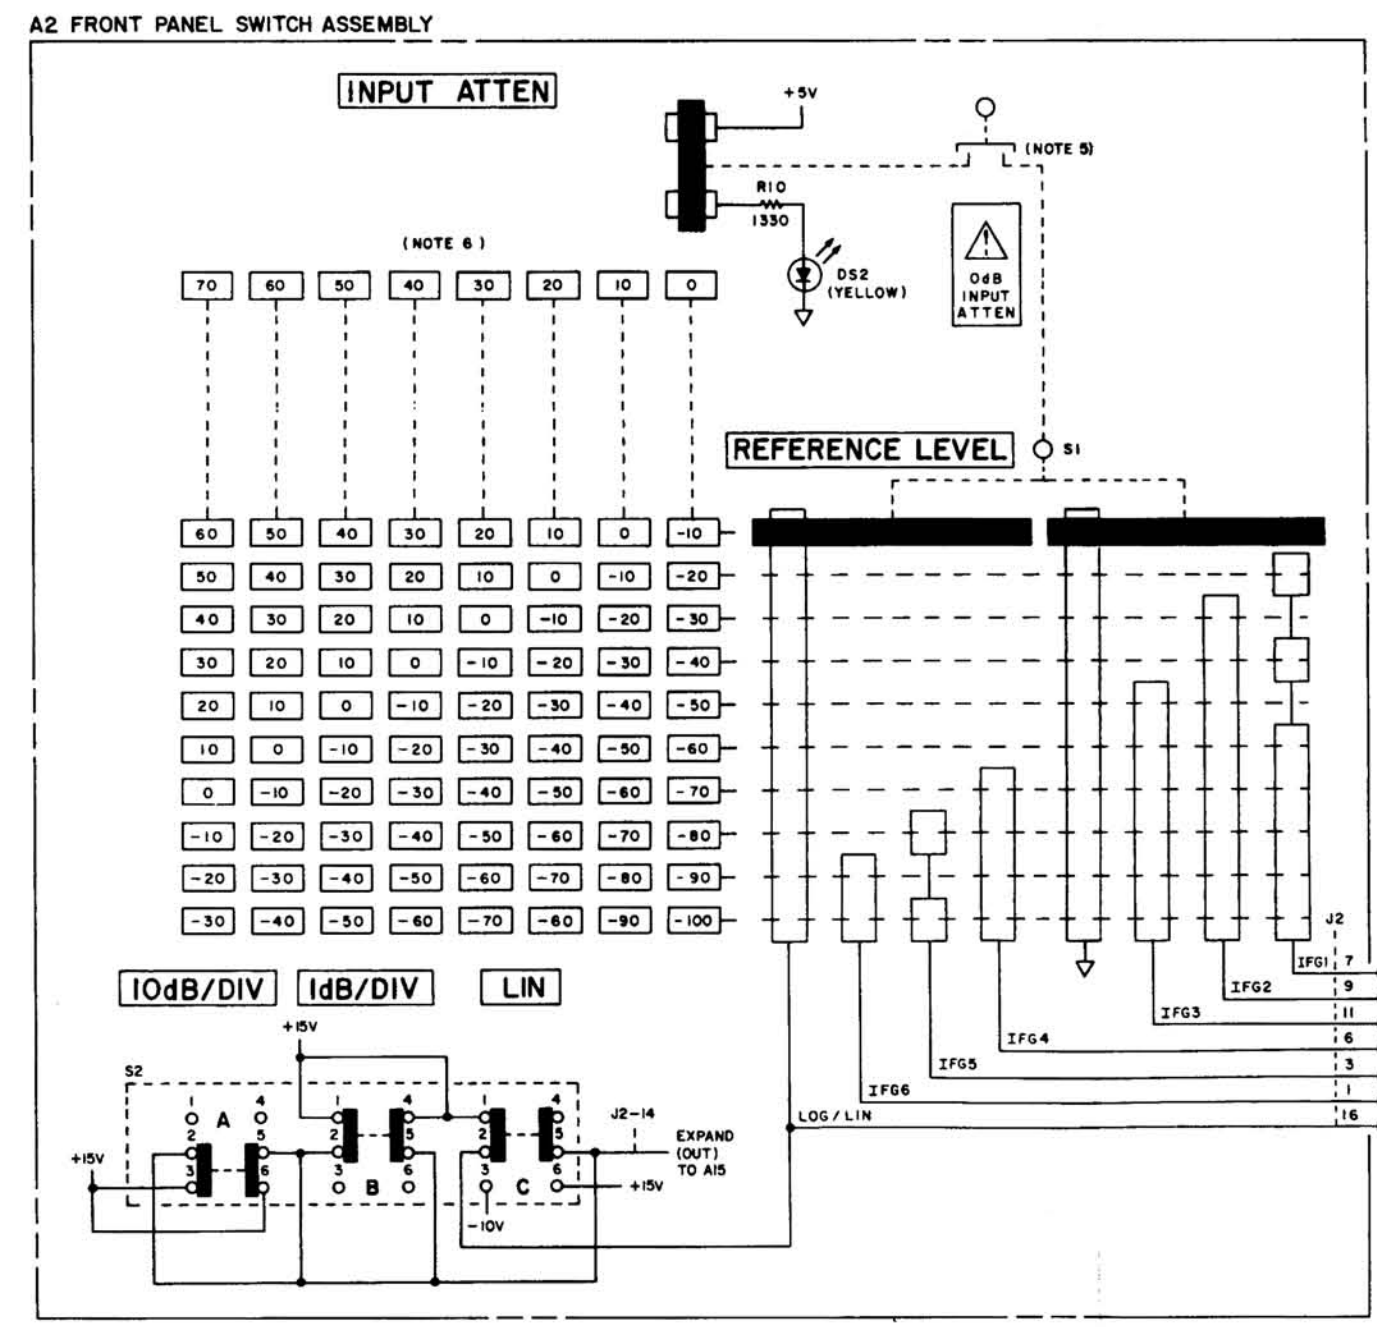 A2 FRONT PANEL SWITCH ASSEMBLY
INPUT ATTEN
+5V
(NOTE 5)
R10
1330
(NOTE 6)
DS2
(YELLOW)
0dB
INPUT
ATTEN
70 60 50 40 30 20 10 0
REFERENCE LEVEL
S1
60 50 40 30 20 10 0 -10
50 40 30 20 10 0 -10 -20
40 30 20 10 0 -10 -20 -30
30 20 10 0 -10 -20 -30 -40
20 10 0 -10 -20 -30 -40 -50
10 0 -10 -20 -30 -40 -50 -60
0 -10 -20 -30 -40 -50 -60 -70
-10 -20 -30 -40 -50 -60 -70 -80
-20 -30 -40 -50 -60 -70 -80 -90
-30 -40 -50 -60 -70 -60 -90 -100
J2
IFG1 7
IFG2 9
IFG3 11
IFG4 6
IFG5 3
IFG6 1
LOG/LIN 16
10dB/DIV 1dB/DIV LIN
+15V
S2
1 4 1 4 1 4
A
2 5 2 5 2 5
3 6 3 6 3 6
B C
+15V
J2-14
EXPAND
(OUT)
TO A15
+15V
-10V